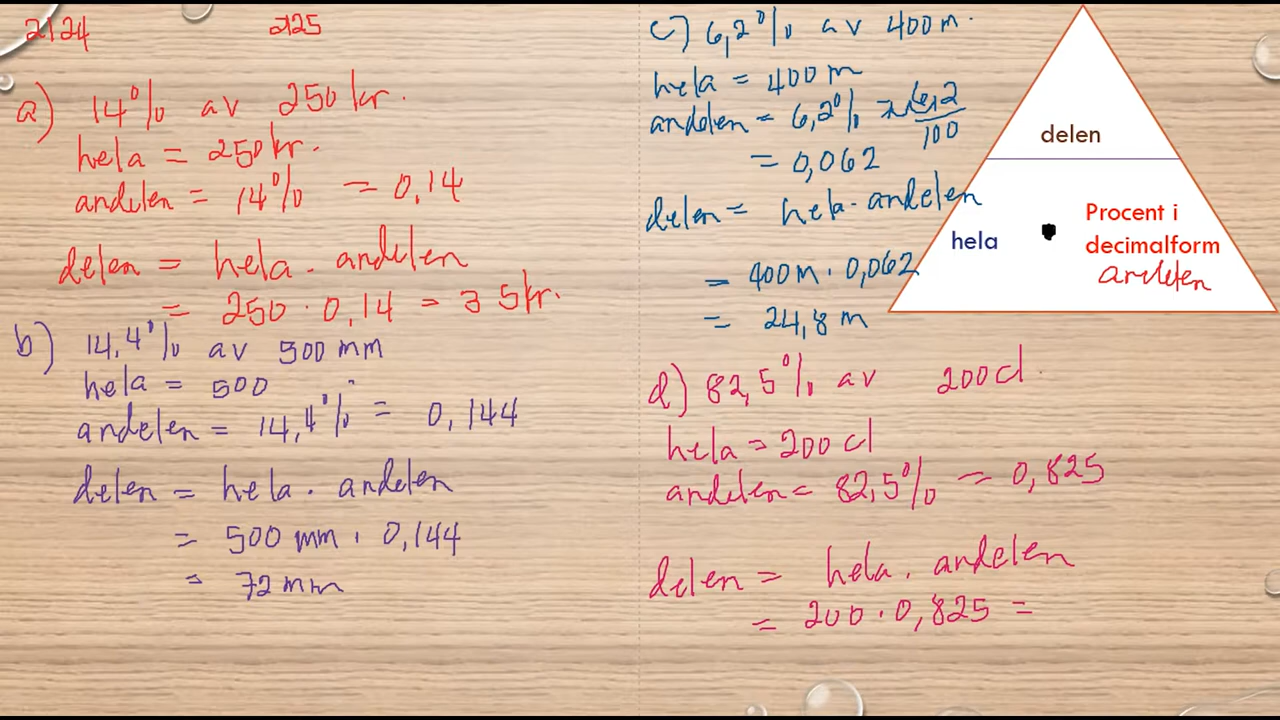 2124 2125
a) 14% av 250 kr.
hela = 250 kr.
andelen = 14% = 0,14
delen = hela · andelen
= 250 · 0,14 = 35 kr.
b) 14,4% av 500 mm
hela = 500
andelen = 14,4% = 0,144
delen = hela · andelen
= 500 mm · 0,144
= 72 mm
c) 6,2% av 400 m.
hela = 400 m
andelen = 6,2% = 6,2/100
= 0,062
delen = hela · andelen
= 400 m · 0,062
= 24,8 m
d) 82,5% av 200 cl
hela = 200 cl
andelen = 82,5% = 0,825
delen = hela · andelen
= 200 · 0,825 =
delen
hela
Procent i
decimalform
andelen